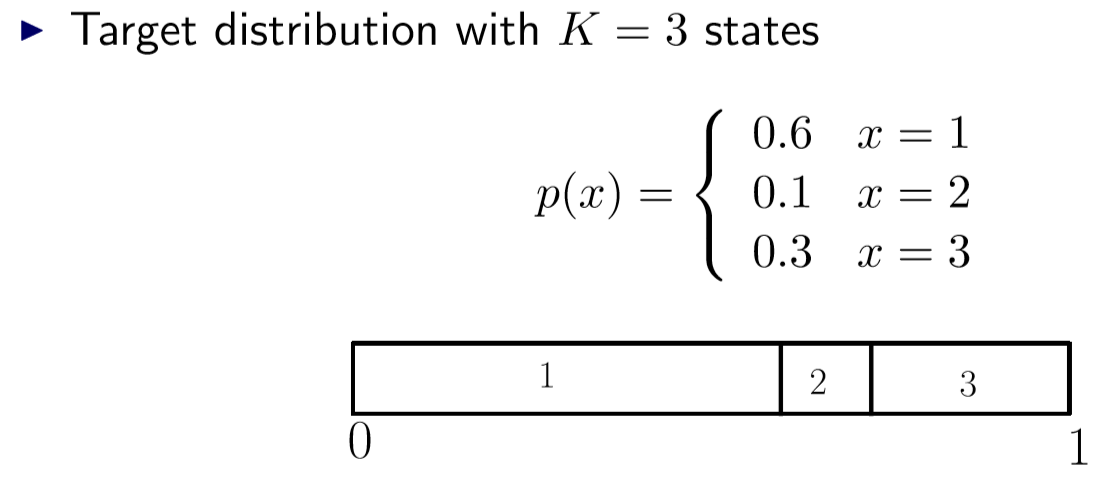 ▶ Target distribution with K = 3 states
p(x) = { 0.6 x = 1
0.1 x = 2
0.3 x = 3
1 2 3
0 1